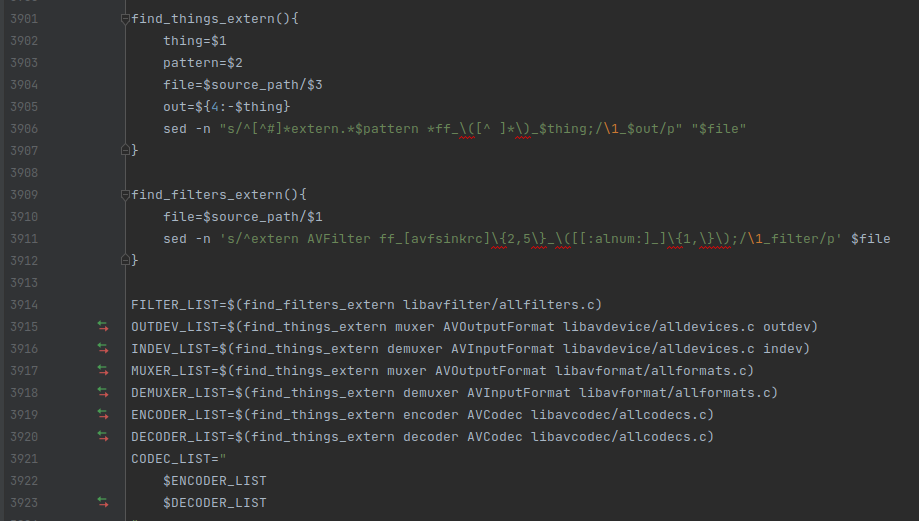 3901 find_things_extern(){
3902     thing=$1
3903     pattern=$2
3904     file=$source_path/$3
3905     out=${4:-$thing}
3906     sed -n "s/^[^#]*extern.*$pattern *ff_\([^ ]*\)_$thing;/\1_$out/p" "$file"
3907 }
3908
3909 find_filters_extern(){
3910     file=$source_path/$1
3911     sed -n 's/^extern AVFilter ff_[avfsinkrc]\{2,5\}_\([[:alnum:]_]\{1,\}\);/\1_filter/p' $file
3912 }
3913
3914 FILTER_LIST=$(find_filters_extern libavfilter/allfilters.c)
3915 OUTDEV_LIST=$(find_things_extern muxer AVOutputFormat libavdevice/alldevices.c outdev)
3916 INDEV_LIST=$(find_things_extern demuxer AVInputFormat libavdevice/alldevices.c indev)
3917 MUXER_LIST=$(find_things_extern muxer AVOutputFormat libavformat/allformats.c)
3918 DEMUXER_LIST=$(find_things_extern demuxer AVInputFormat libavformat/allformats.c)
3919 ENCODER_LIST=$(find_things_extern encoder AVCodec libavcodec/allcodecs.c)
3920 DECODER_LIST=$(find_things_extern decoder AVCodec libavcodec/allcodecs.c)
3921 CODEC_LIST="
3922     $ENCODER_LIST
3923     $DECODER_LIST